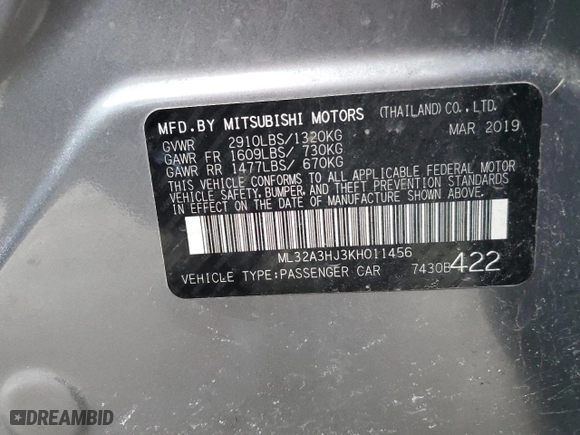 MFD.BY MITSUBISHI MOTORS (THAILAND) CO.,LTD.
GVWR 2910LBS/1320KG MAR 2019
GAWR FR 1609LBS/ 730KG
GAWR RR 1477LBS/ 670KG
THIS VEHICLE CONFORMS TO ALL APPLICABLE FEDERAL MOTOR
VEHICLE SAFETY, BUMPER, AND THEFT PREVENTION STANDARDS
IN EFFECT ON THE DATE OF MANUFACTURE SHOWN ABOVE.
ML32A3HJ3KH011456
VEHICLE TYPE:PASSENGER CAR 7430B422
DREAMBID